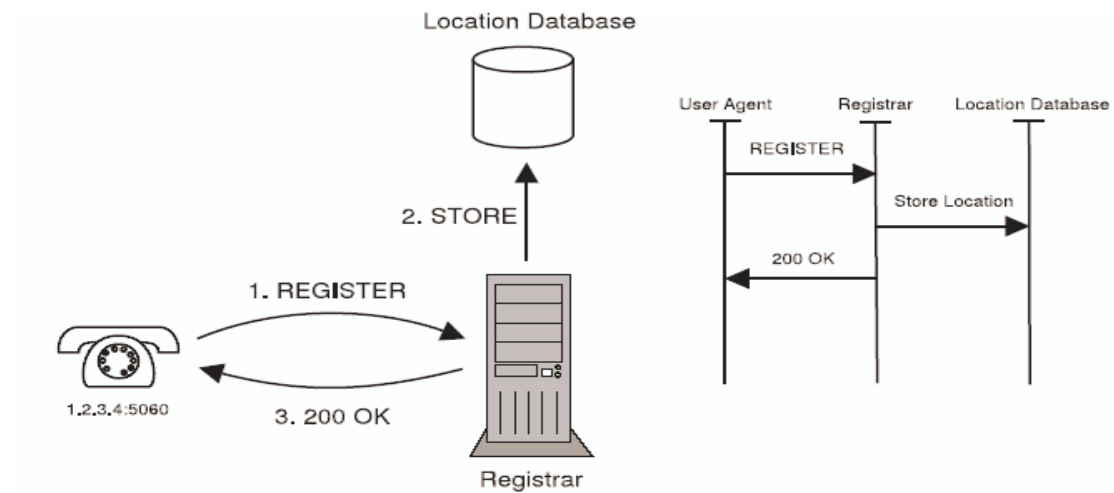 Location Database
2. STORE
1. REGISTER
1.2.3.4:5060
3. 200 OK
Registrar
User Agent
Registrar
Location Database
REGISTER
Store Location
200 OK